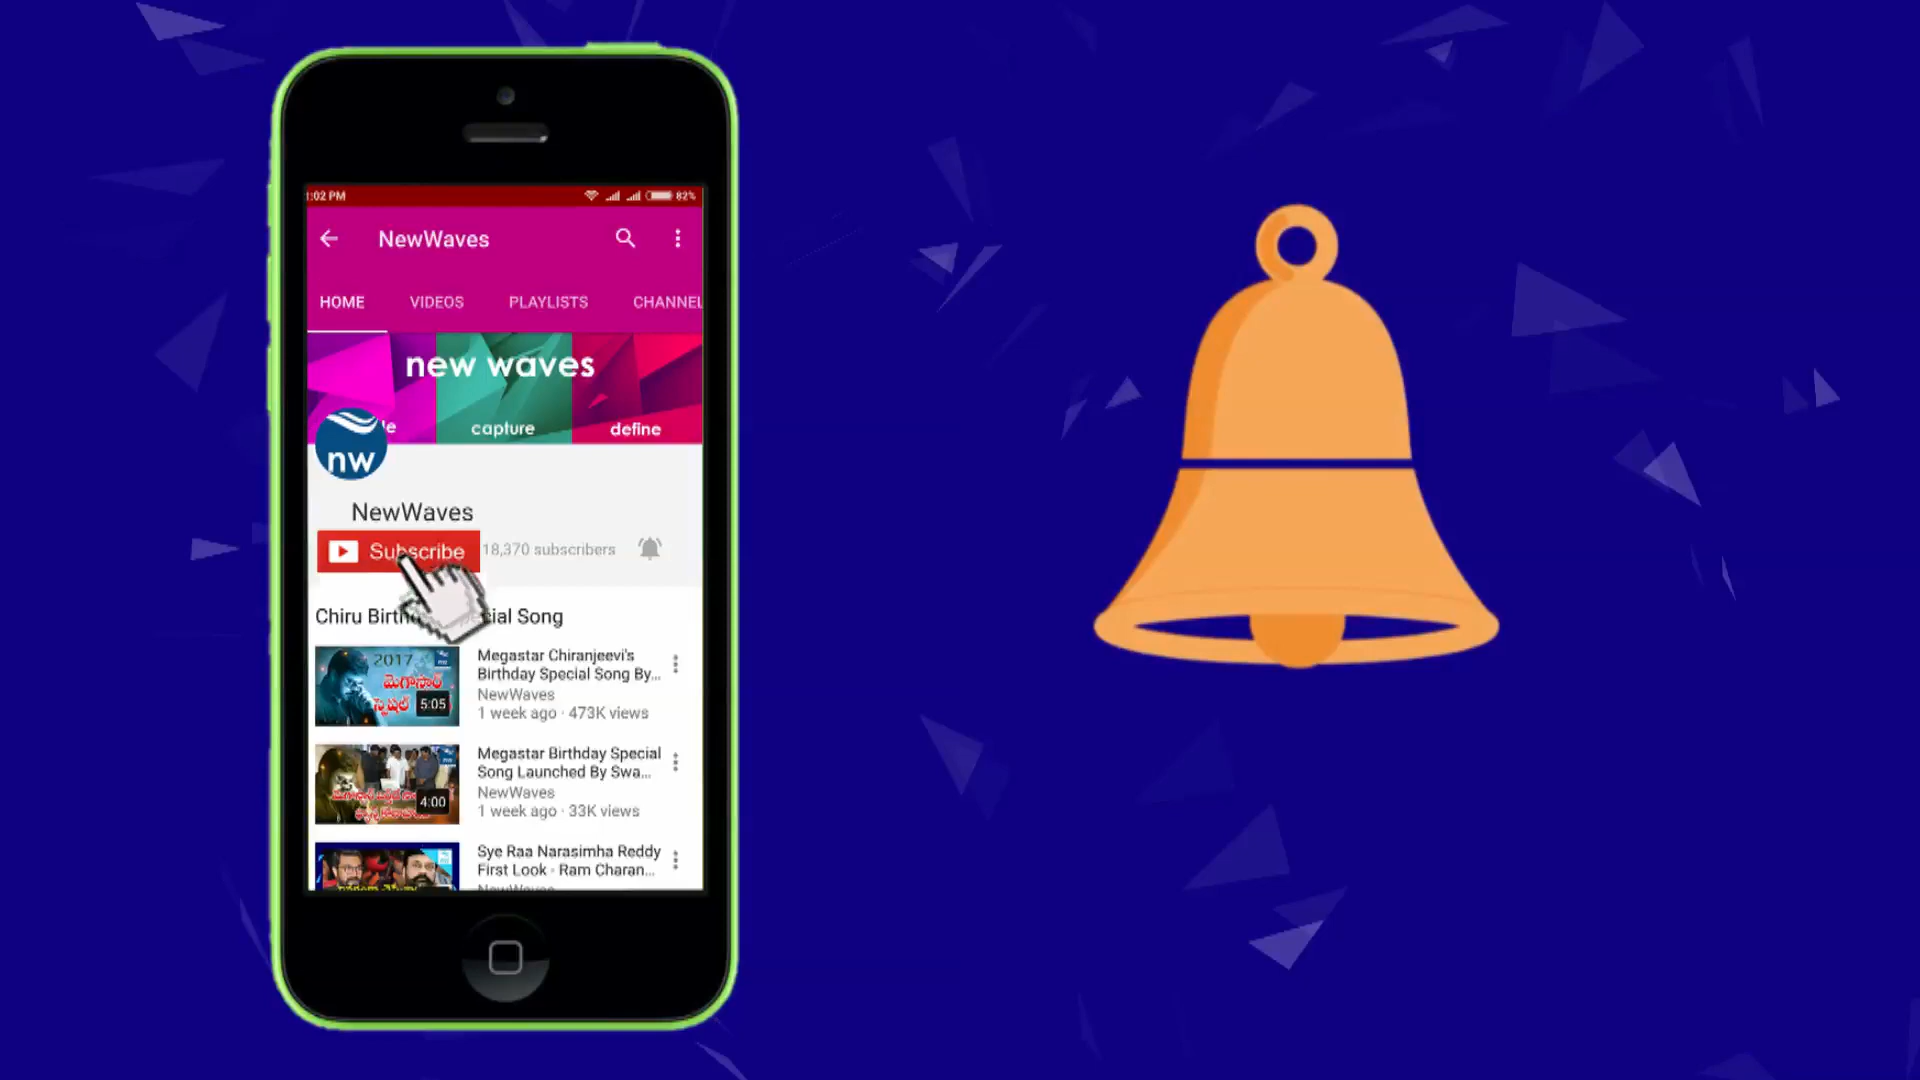 1:02 PM
82%
NewWaves
HOME VIDEOS PLAYLISTS CHANNEL
new waves
capture define
nw
NewWaves
Subscribe 18,370 subscribers
Chiru Birth ecial Song
2017
మెగాస్టార్
స్పెషల్
5:05
Megastar Chiranjeevi's
Birthday Special Song By...
NewWaves
1 week ago · 473K views
4:00
Megastar Birthday Special
Song Launched By Swa...
NewWaves
1 week ago · 33K views
Sye Raa Narasimha Reddy
First Look - Ram Charan...
NewWaves